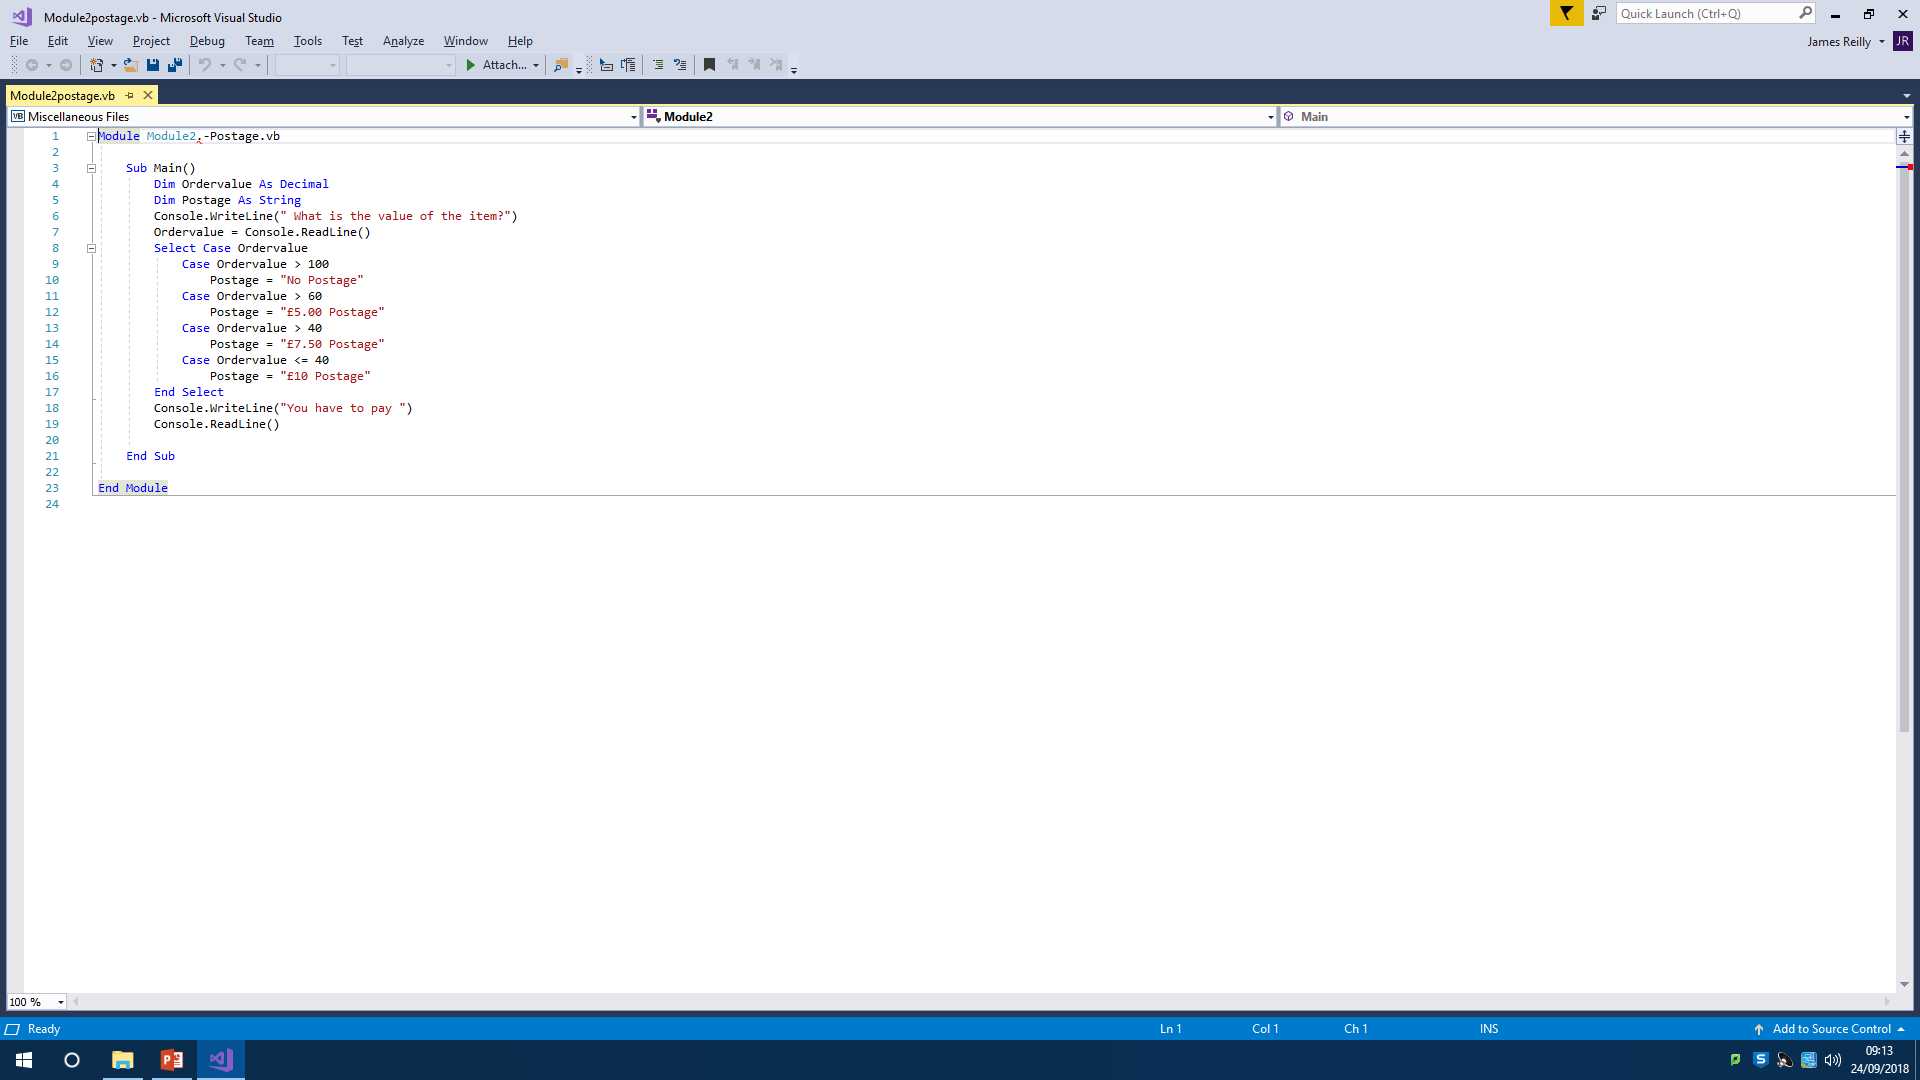 Module2postage.vb - Microsoft Visual Studio
Quick Launch (Ctrl+Q)
File Edit View Project Debug Team Tools Test Analyze Window Help
James Reilly JR
Attach...
Module2postage.vb
VB Miscellaneous Files Module2 Main
1 Module Module2.-Postage.vb
2
3 Sub Main()
4 Dim Ordervalue As Decimal
5 Dim Postage As String
6 Console.WriteLine(" What is the value of the item?")
7 Ordervalue = Console.ReadLine()
8 Select Case Ordervalue
9 Case Ordervalue > 100
10 Postage = "No Postage"
11 Case Ordervalue > 60
12 Postage = "£5.00 Postage"
13 Case Ordervalue > 40
14 Postage = "£7.50 Postage"
15 Case Ordervalue <= 40
16 Postage = "£10 Postage"
17 End Select
18 Console.WriteLine("You have to pay ")
19 Console.ReadLine()
20
21 End Sub
22
23 End Module
24
100 %
Ready Ln 1 Col 1 Ch 1 INS Add to Source Control
09:13
24/09/2018